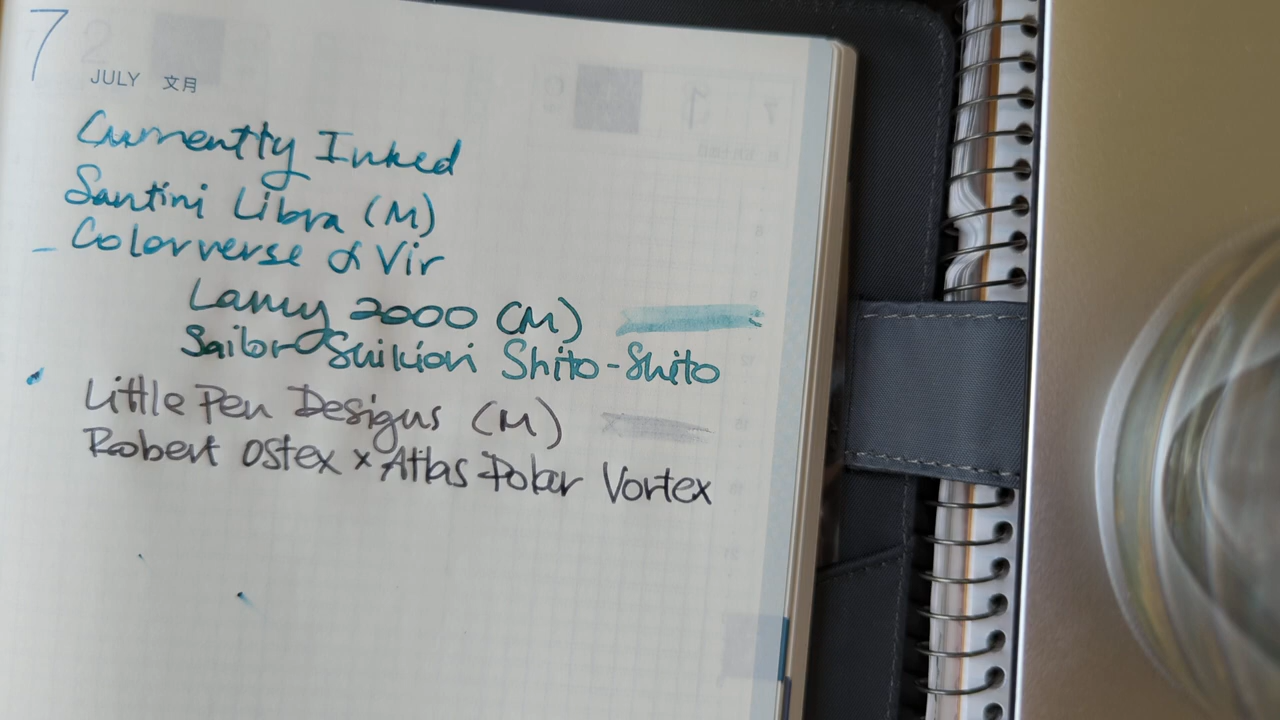 7
JULY 文月
Currently Inked
Santini Libra (M)
- Colorverse α Vir
Lamy 2000 (M)
Sailor Shikiori Shito-Shito
Little Pen Designs (M)
Robert Oster x Atlas Polar Vortex